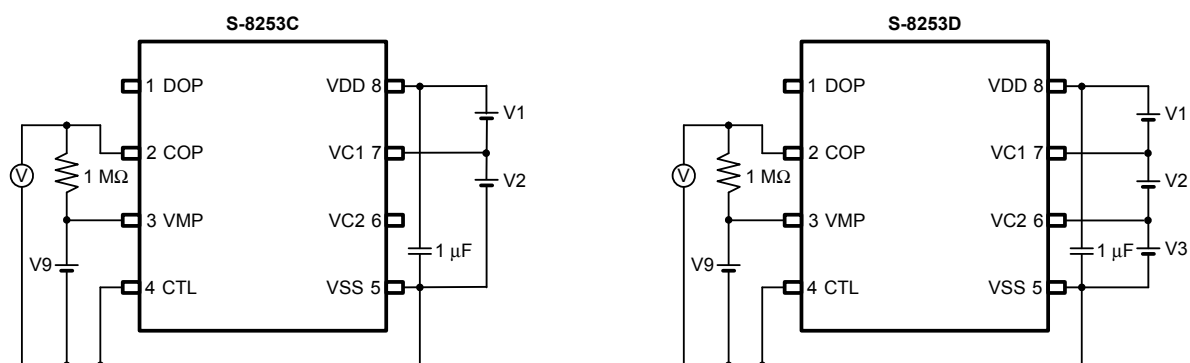 S-8253C
1 DOP
VDD 8
V1
2 COP
VC1 7
V
1 MΩ
V2
3 VMP
VC2 6
V9
1 μF
4 CTL
VSS 5
S-8253D
1 DOP
VDD 8
V1
2 COP
VC1 7
V
1 MΩ
V2
3 VMP
VC2 6
V9
1 μF
V3
4 CTL
VSS 5